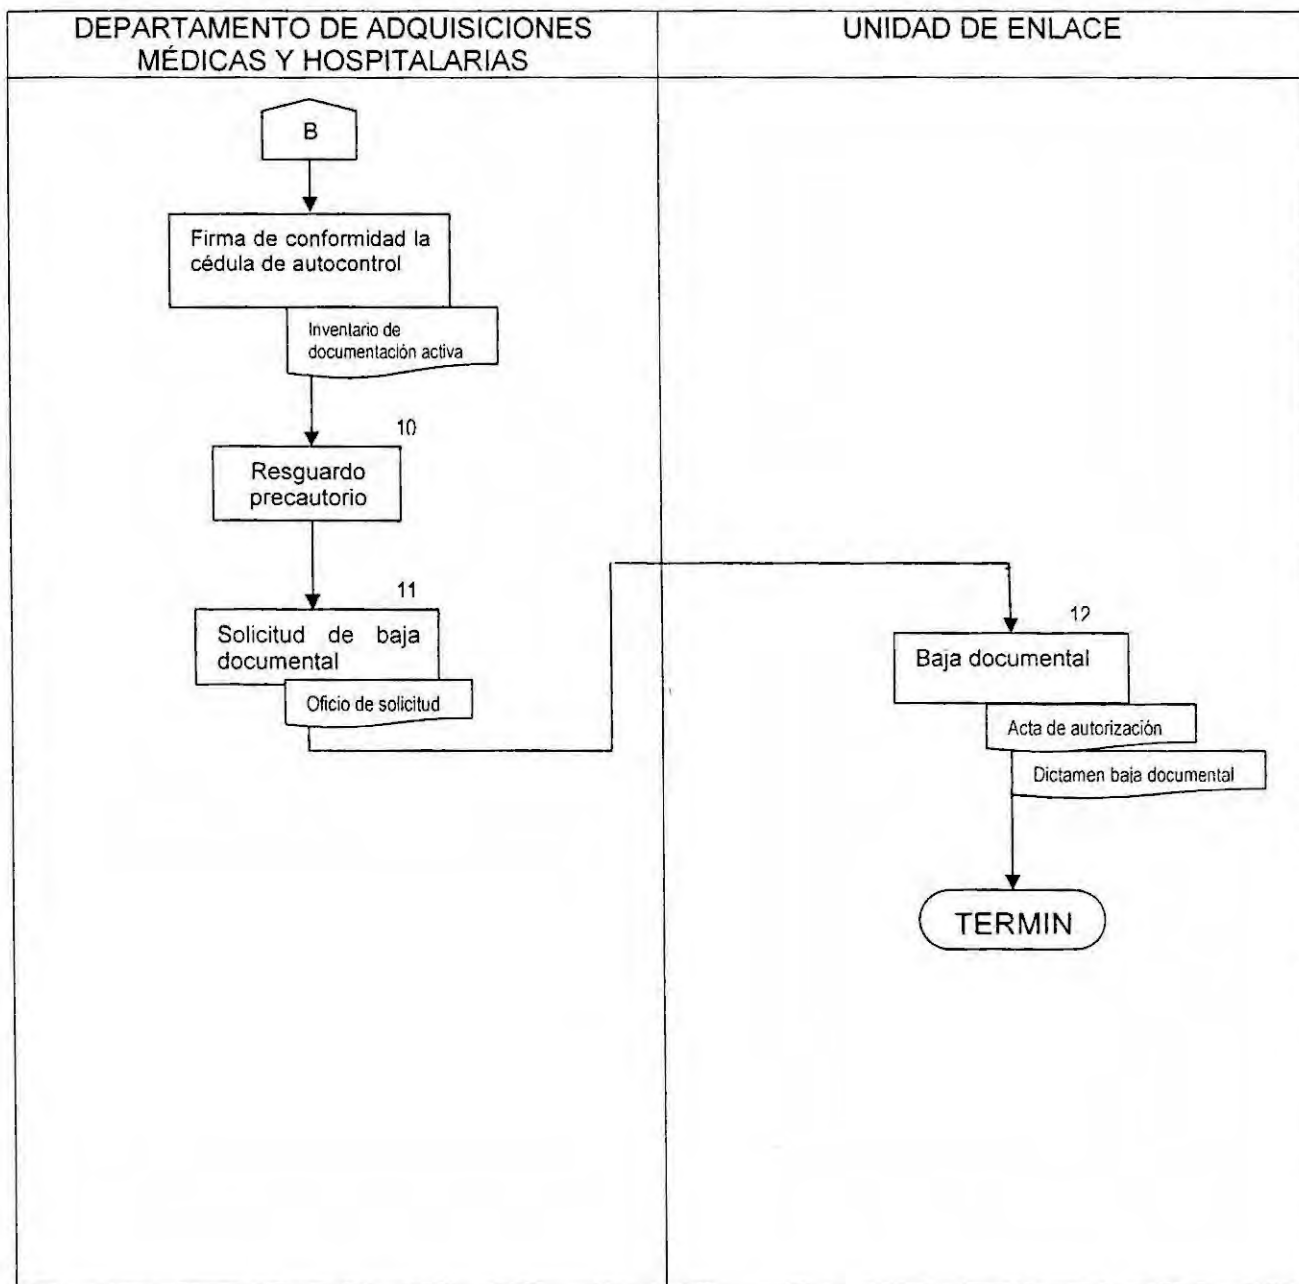 DEPARTAMENTO DE ADQUISICIONES
MÉDICAS Y HOSPITALARIAS
UNIDAD DE ENLACE
B
Firma de conformidad la
cédula de autocontrol
Inventario de
documentación activa
10
Resguardo
precautorio
11
Solicitud de baja
documental
Oficio de solicitud
12
Baja documental
Acta de autorización
Dictamen baja documental
TERMIN